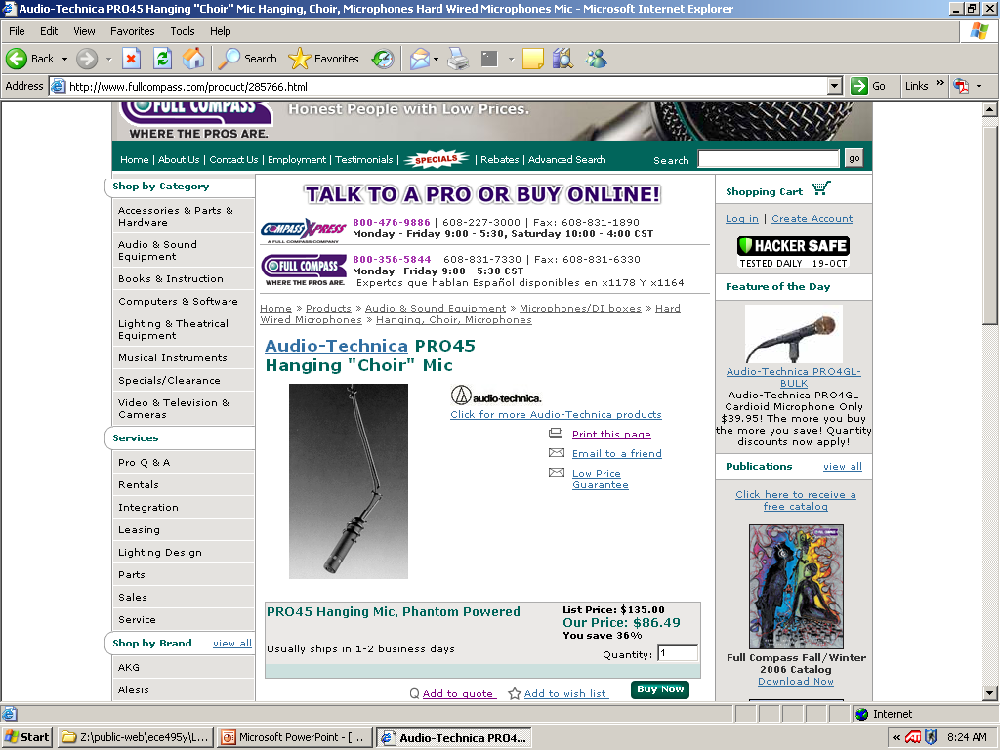 Audio-Technica PRO45 Hanging "Choir" Mic Hanging, Choir, Microphones Hard Wired Microphones Mic - Microsoft Internet Explorer
File Edit View Favorites Tools Help
Back Search Favorites
Address http://www.fullcompass.com/product/285766.html Go Links »
FULL COMPASS
WHERE THE PROS ARE.
Honest People with Low Prices.
Home | About Us | Contact Us | Employment | Testimonials | SPECIALS | Rebates | Advanced Search Search go
Shop by Category
Accessories & Parts &
Hardware
Audio & Sound
Equipment
Books & Instruction
Computers & Software
Lighting & Theatrical
Equipment
Musical Instruments
Specials/Clearance
Video & Television &
Cameras
Services
Pro Q & A
Rentals
Integration
Leasing
Lighting Design
Parts
Sales
Service
Shop by Brand view all
AKG
Alesis
TALK TO A PRO OR BUY ONLINE!
COMPASS XPRESS
A FULL COMPASS COMPANY
800-476-9886 | 608-227-3000 | Fax: 608-831-1890
Monday - Friday 9:00 - 5:30, Saturday 10:00 - 4:00 CST
FULL COMPASS
WHERE THE PROS ARE.
800-356-5844 | 608-831-7330 | Fax: 608-831-6330
Monday -Friday 9:00 - 5:30 CST
¡Expertos que hablan Español disponibles en x1178 Y x1164!
Home » Products » Audio & Sound Equipment » Microphones/DI boxes » Hard
Wired Microphones » Hanging, Choir, Microphones
Audio-Technica PRO45
Hanging "Choir" Mic
audio-technica.
Click for more Audio-Technica products
Print this page
Email to a friend
Low Price
Guarantee
PRO45 Hanging Mic, Phantom Powered
Usually ships in 1-2 business days
List Price: $135.00
Our Price: $86.49
You save 36%
Quantity: 1
Add to quote Add to wish list Buy Now
Shopping Cart
Log in | Create Account
HACKER SAFE
TESTED DAILY 19-OCT
Feature of the Day
Audio-Technica PRO4GL-
BULK
Audio-Technica PRO4GL
Cardioid Microphone Only
$39.95! The more you buy
the more you save! Quantity
discounts now apply!
Publications view all
Click here to receive a
free catalog
Full Compass Fall/Winter
2006 Catalog
Download Now
Internet
Start Z:\public-web\ece495y\L... Microsoft PowerPoint - [... Audio-Technica PRO4... « 8:24 AM